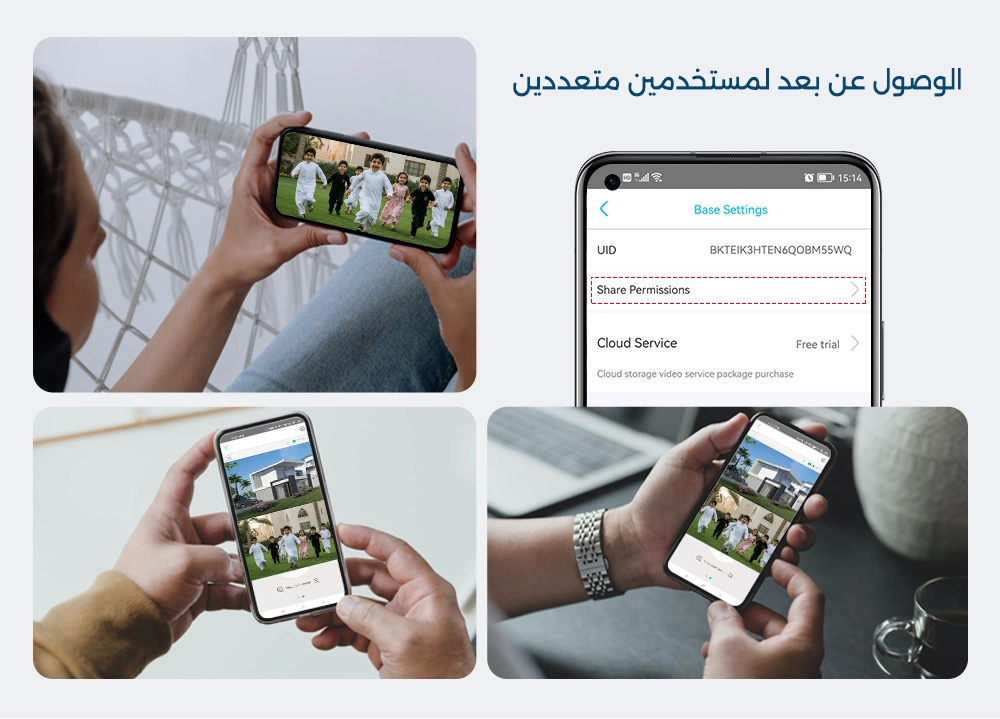 الوصول عن بعد لمستخدمين متعددين
15:14
Base Settings
UID BKTEIK3HTEN6QOBM55WQ
Share Permissions
Cloud Service Free trial
Cloud storage video service package purchase